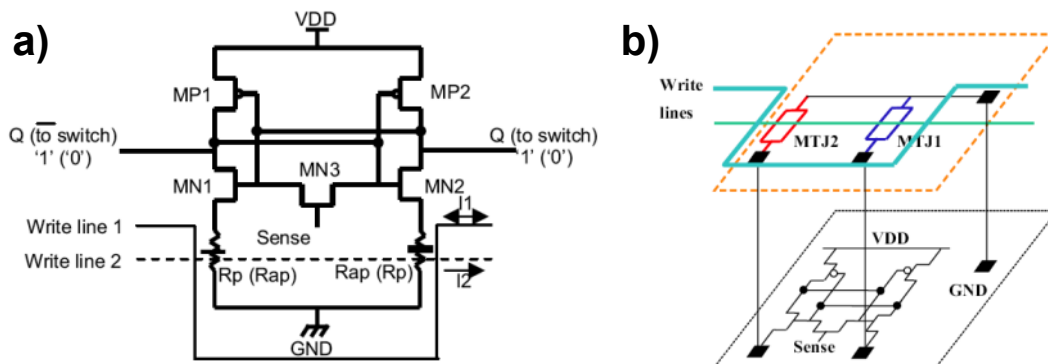 a)
VDD
MP1
MP2
Q (to switch)
'1' ('0')
Q (to switch)
'1' ('0')
MN3
MN1
MN2
Write line 1
I1
Sense
Write line 2
Rp (Rap)
Rap (Rp)
I2
GND
b)
Write
lines
MTJ2
MTJ1
VDD
GND
Sense